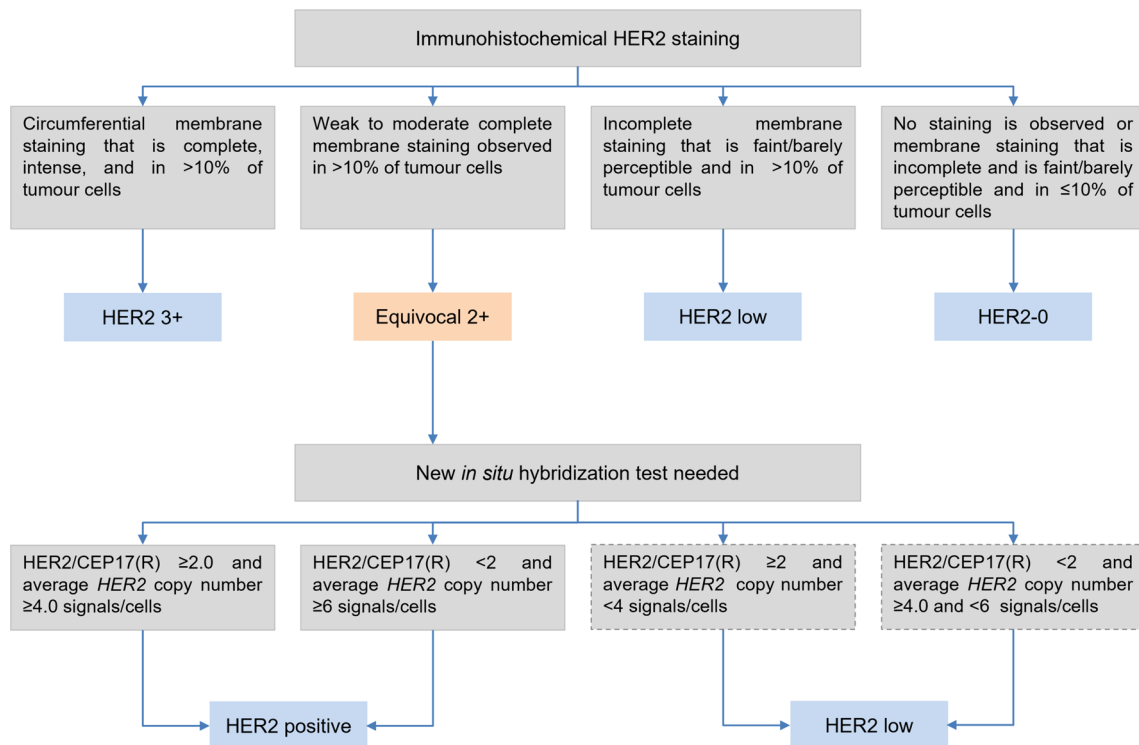 Immunohistochemical HER2 staining
Circumferential membrane
staining that is complete,
intense, and in >10% of
tumour cells
Weak to moderate complete
membrane staining observed
in >10% of tumour cells
Incomplete membrane
staining that is faint/barely
perceptible and in >10% of
tumour cells
No staining is observed or
membrane staining that is
incomplete and is faint/barely
perceptible and in ≤10% of
tumour cells
HER2 3+
Equivocal 2+
HER2 low
HER2-0
New in situ hybridization test needed
HER2/CEP17(R) ≥2.0 and
average HER2 copy number
≥4.0 signals/cells
HER2/CEP17(R) <2 and
average HER2 copy number
≥6 signals/cells
HER2/CEP17(R) ≥2 and
average HER2 copy number
<4 signals/cells
HER2/CEP17(R) <2 and
average HER2 copy number
≥4.0 and <6 signals/cells
HER2 positive
HER2 low